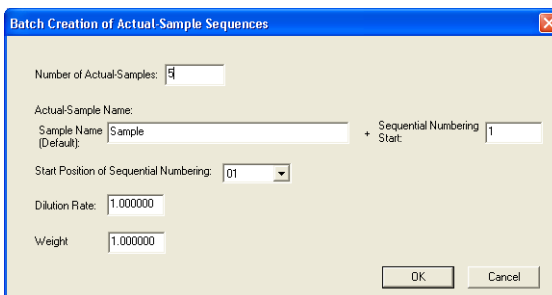 Batch Creation of Actual-Sample Sequences
Number of Actual-Samples: 5
Actual-Sample Name:
Sample Name (Default): Sample + Sequential Numbering Start: 1
Start Position of Sequential Numbering: 01
Dilution Rate: 1.000000
Weight 1.000000
OK Cancel